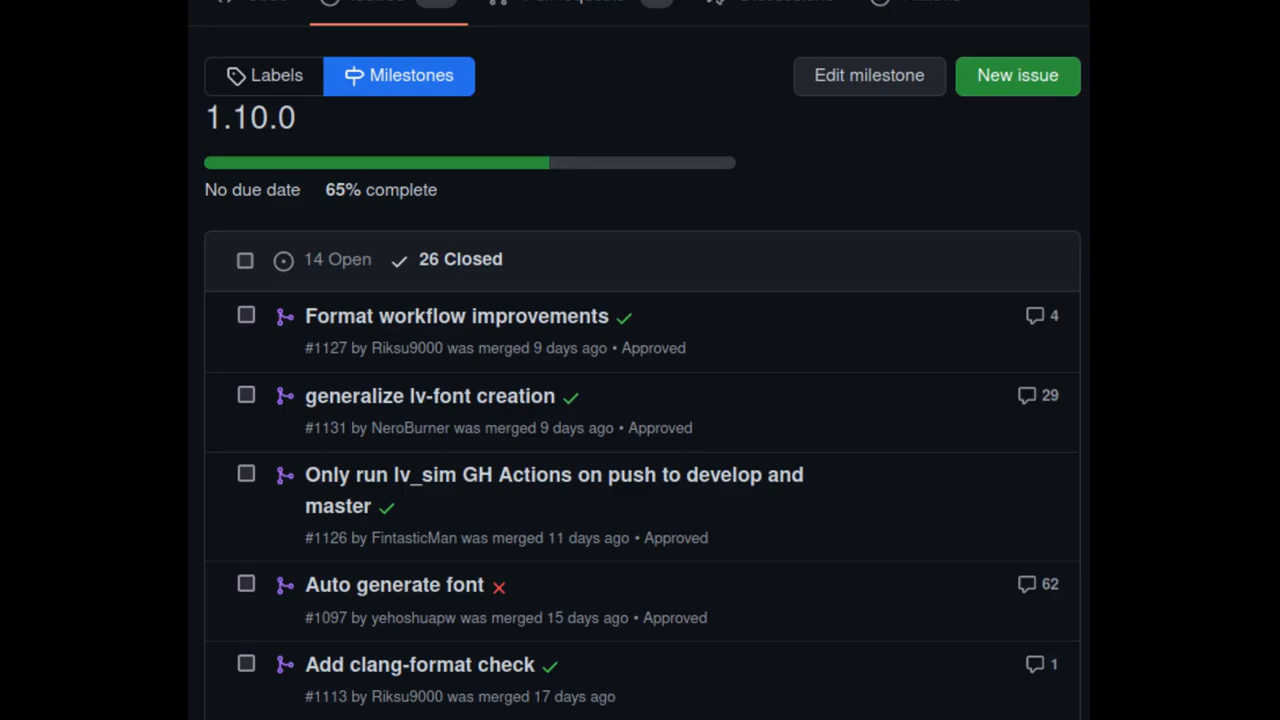 Labels
Milestones
Edit milestone
New issue
1.10.0
No due date 65% complete
14 Open 26 Closed
Format workflow improvements
4
#1127 by Riksu9000 was merged 9 days ago • Approved
generalize lv-font creation
29
#1131 by NeroBurner was merged 9 days ago • Approved
Only run lv_sim GH Actions on push to develop and
master
#1126 by FintasticMan was merged 11 days ago • Approved
Auto generate font
62
#1097 by yehoshuapw was merged 15 days ago • Approved
Add clang-format check
1
#1113 by Riksu9000 was merged 17 days ago